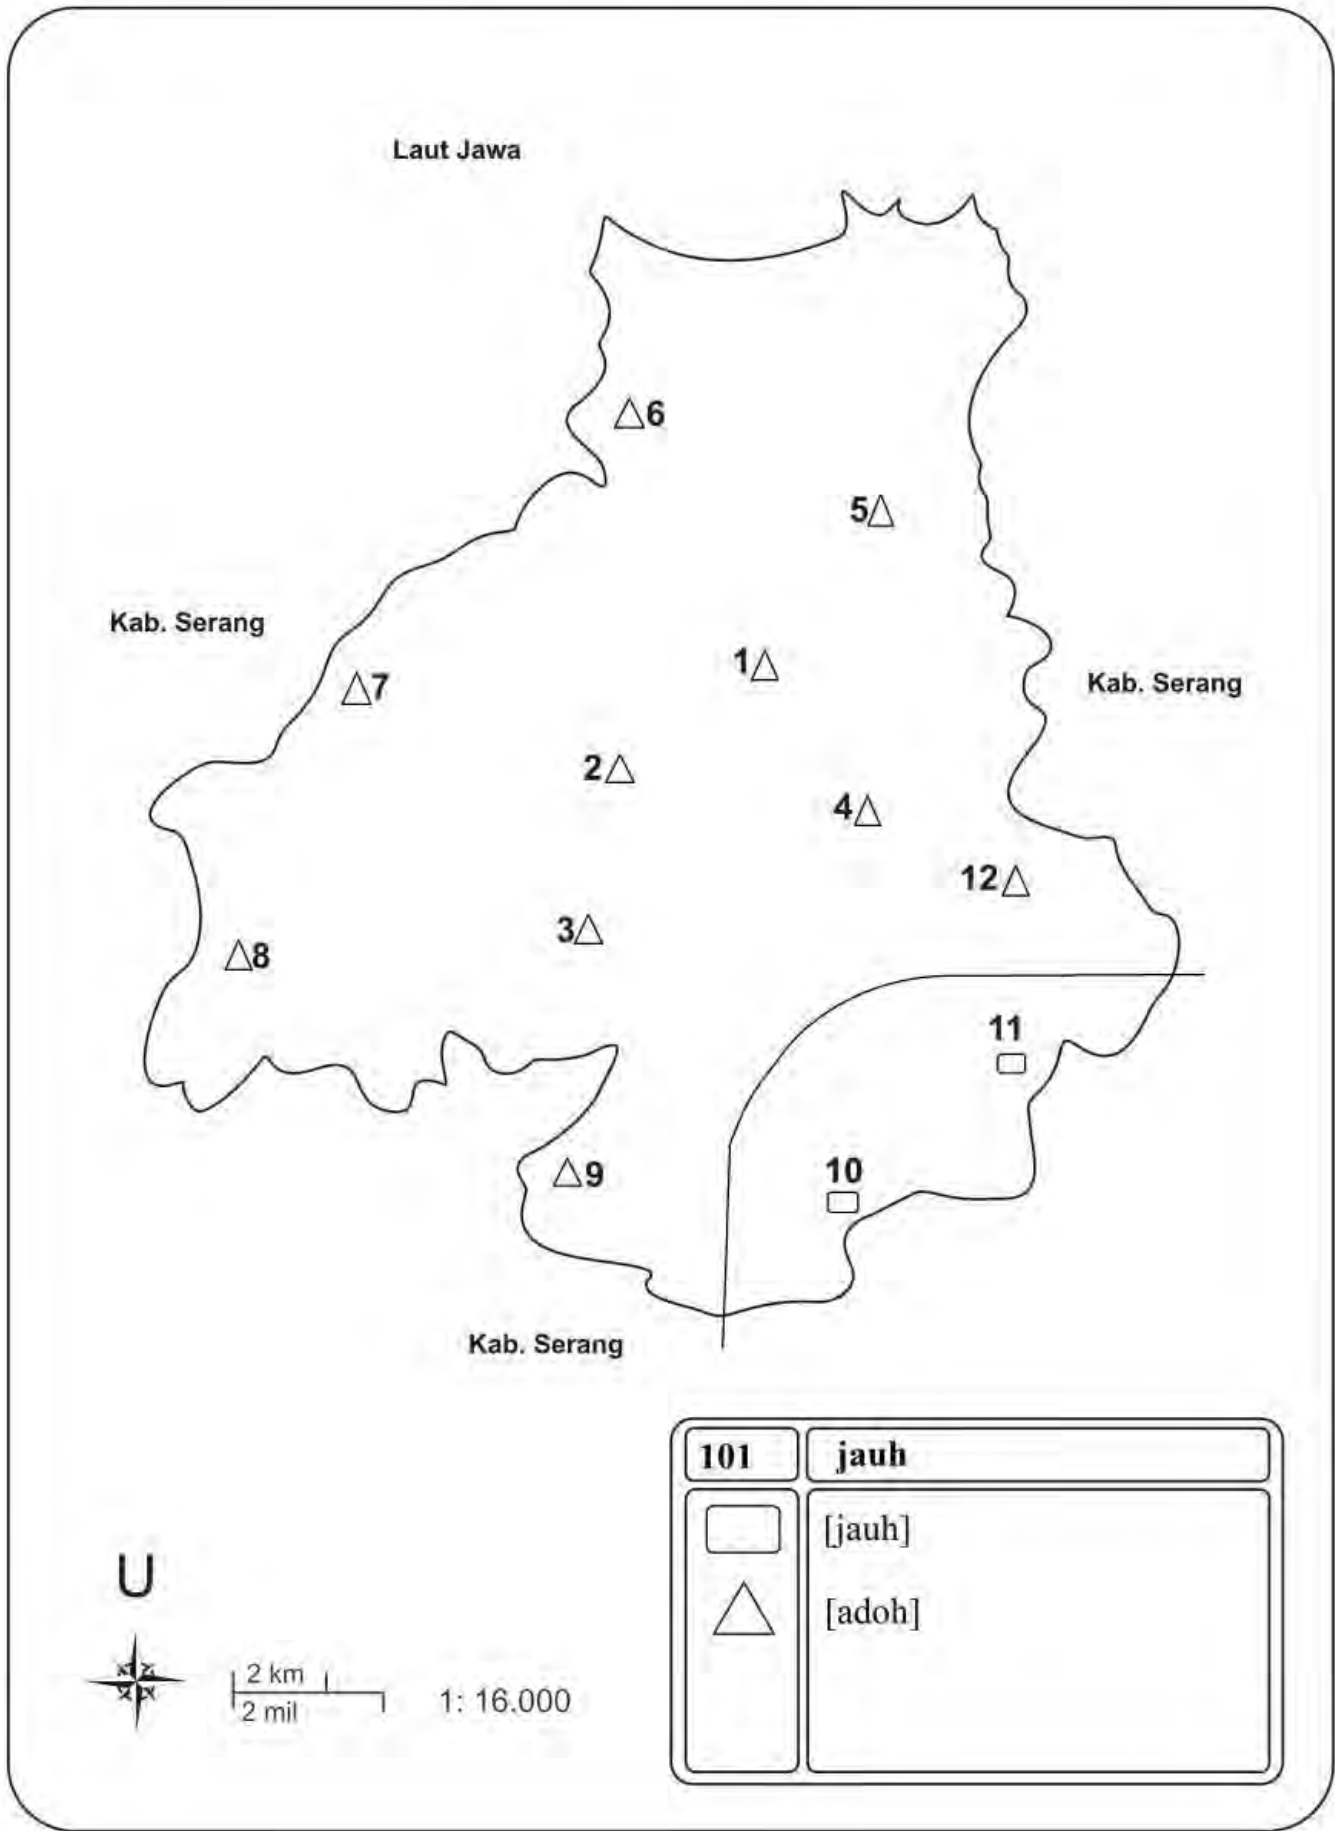 Laut Jawa
6
5
Kab. Serang
1
Kab. Serang
7
2
4
12
3
8
11
10
9
Kab. Serang
101 jauh
[jauh]
[adoh]
U
2 km
2 mil
1: 16.000